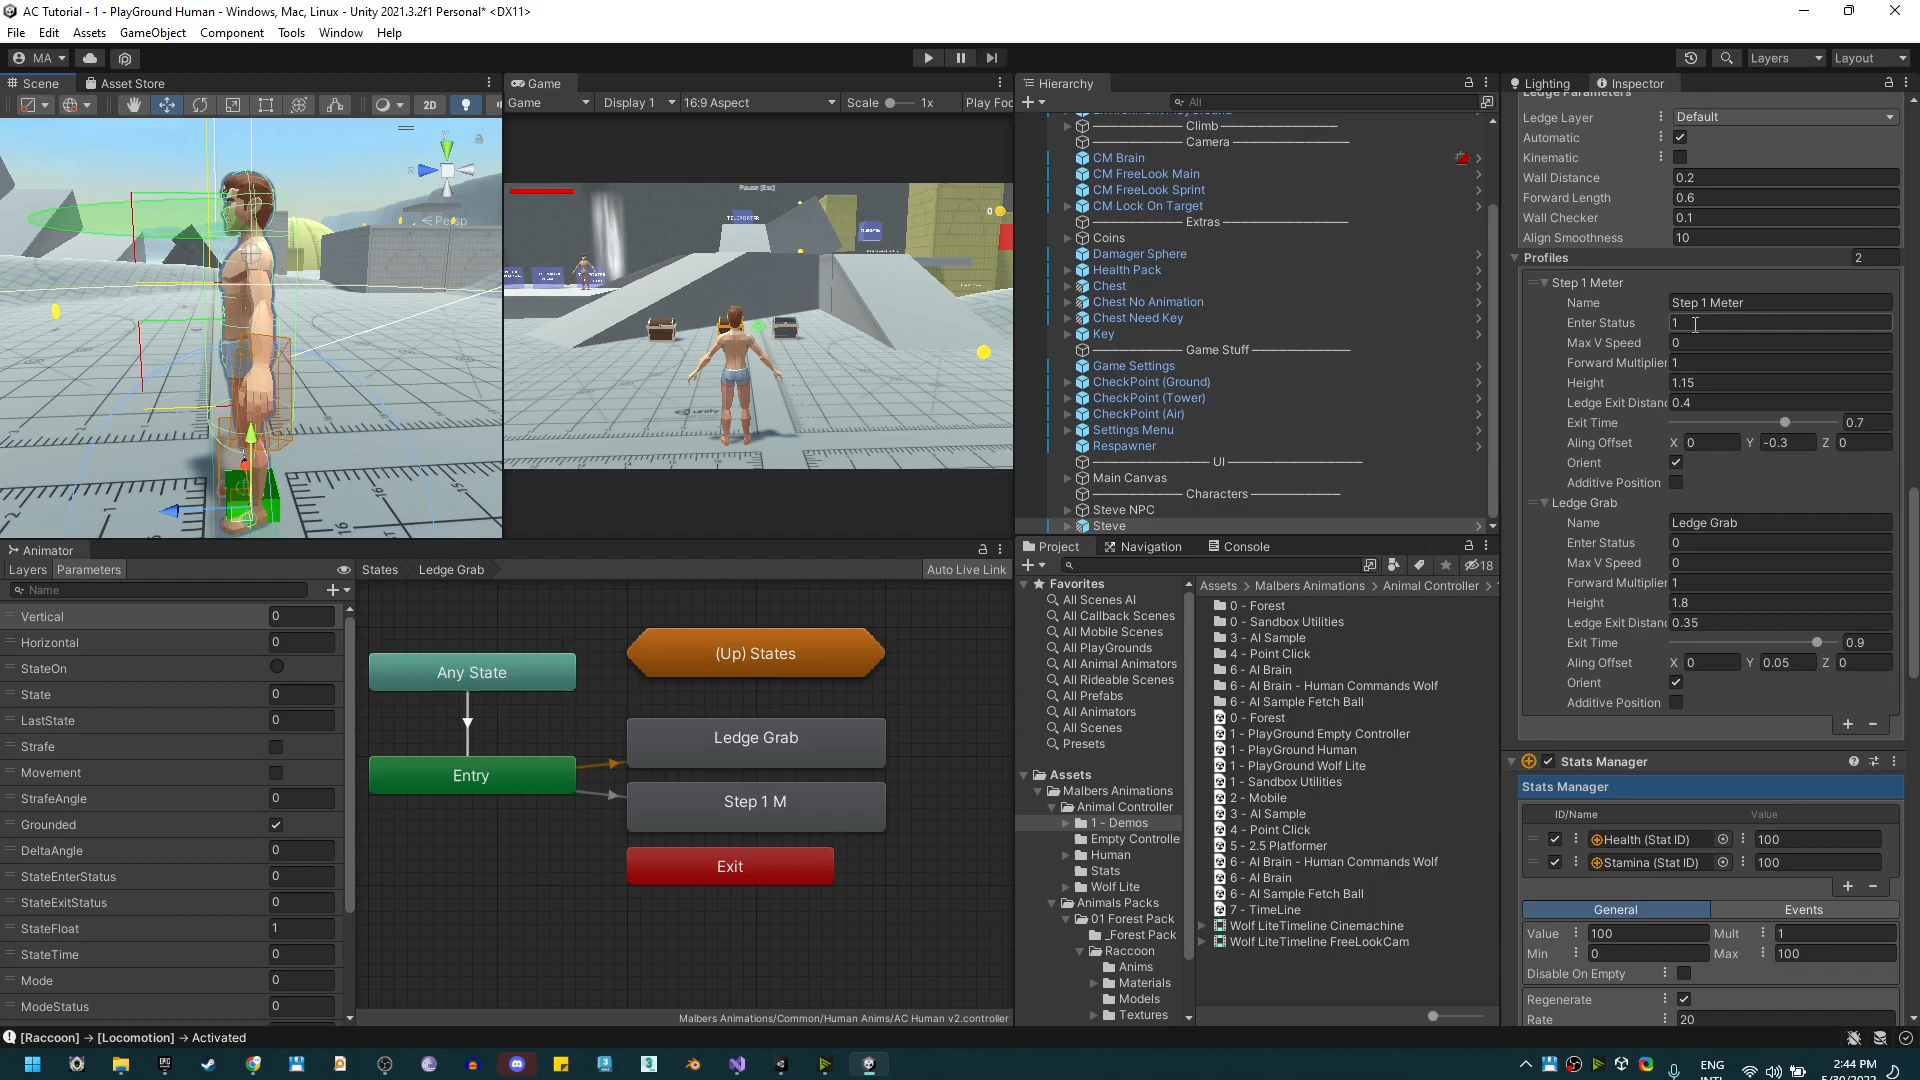 AC Tutorial - 1 - PlayGround Human - Windows, Mac, Linux - Unity 2021.3.2f1 Personal* <DX11>
File Edit Assets GameObject Component Tools Window Help
MA Layers Layout
Scene Asset Store
2D
Persp
Game
Game Display 1 16:9 Aspect Scale 1x Play Foc
Pause [Esc]
TELEPORTER
0
Hierarchy
All
Climb
Camera
CM Brain
CM FreeLook Main
CM FreeLook Sprint
CM Lock On Target
Extras
Coins
Damager Sphere
Health Pack
Chest
Chest No Animation
Chest Need Key
Key
Game Stuff
Game Settings
CheckPoint (Ground)
CheckPoint (Tower)
CheckPoint (Air)
Settings Menu
Respawner
UI
Main Canvas
Characters
Steve NPC
Steve
Lighting Inspector
Ledge Parameters
Ledge Layer Default
Automatic
Kinematic
Wall Distance 0.2
Forward Length 0.6
Wall Checker 0.1
Align Smoothness 10
Profiles 2
Step 1 Meter
Name Step 1 Meter
Enter Status 1
Max V Speed 0
Forward Multiplier 1
Height 1.15
Ledge Exit Distanc 0.4
Exit Time 0.7
Aling Offset X 0 Y -0.3 Z 0
Orient
Additive Position
Ledge Grab
Name Ledge Grab
Enter Status 0
Max V Speed 0
Forward Multiplier 1
Height 1.8
Ledge Exit Distanc 0.35
Exit Time 0.9
Aling Offset X 0 Y 0.05 Z 0
Orient
Additive Position
Stats Manager
Stats Manager
ID/Name Value
Health (Stat ID) 100
Stamina (Stat ID) 100
General Events
Value 100 Mult 1
Min 0 Max 100
Disable On Empty
Regenerate
Rate 20
Animator
Layers Parameters
Name
Vertical 0
Horizontal 0
StateOn
State 0
LastState 0
Strafe
Movement
StrafeAngle 0
Grounded
DeltaAngle 0
StateEnterStatus 0
StateExitStatus 0
StateFloat 1
StateTime 0
Mode 0
ModeStatus 0
States Ledge Grab Auto Live Link
(Up) States
Any State
Ledge Grab
Entry
Step 1 M
Exit
Malbers Animations/Common/Human Anims/AC Human v2.controller
Project Navigation Console
18
Favorites
All Scenes AI
All Callback Scenes
All Mobile Scenes
All PlayGrounds
All Animal Animators
All Rideable Scenes
All Prefabs
All Animators
All Scenes
Presets
Assets
Malbers Animations
Animal Controller
1 - Demos
Empty Controlle
Human
Stats
Wolf Lite
Animals Packs
01 Forest Pack
_Forest Pack
Raccoon
Anims
Materials
Models
Textures
Assets > Malbers Animations > Animal Controller >
0 - Forest
0 - Sandbox Utilities
3 - AI Sample
4 - Point Click
6 - AI Brain
6 - AI Brain - Human Commands Wolf
6 - AI Sample Fetch Ball
0 - Forest
1 - PlayGround Empty Controller
1 - PlayGround Human
1 - PlayGround Wolf Lite
1 - Sandbox Utilities
2 - Mobile
3 - AI Sample
4 - Point Click
5 - 2.5 Platformer
6 - AI Brain - Human Commands Wolf
6 - AI Brain
6 - AI Sample Fetch Ball
7 - TimeLine
Wolf LiteTimeline Cinemachine
Wolf LiteTimeline FreeLookCam
[Raccoon] → [Locomotion] → Activated
ENG
INTL
2:44 PM
5/30/2022